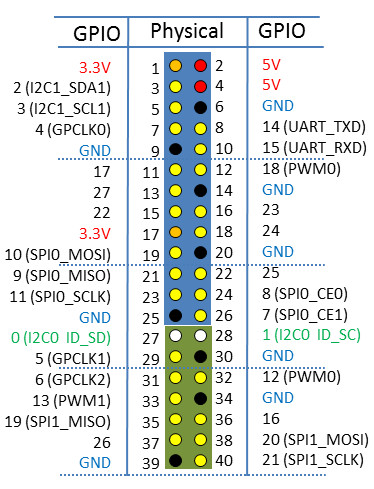 GPIO Physical GPIO
3.3V 1 2 5V
2 (I2C1_SDA1) 3 4 5V
3 (I2C1_SCL1) 5 6 GND
4 (GPCLK0) 7 8 14 (UART_TXD)
GND 9 10 15 (UART_RXD)
17 11 12 18 (PWM0)
27 13 14 GND
22 15 16 23
3.3V 17 18 24
10 (SPI0_MOSI) 19 20 GND
9 (SPI0_MISO) 21 22 25
11 (SPI0_SCLK) 23 24 8 (SPI0_CE0)
GND 25 26 7 (SPI0_CE1)
0 (I2C0 ID_SD) 27 28 1 (I2C0 ID_SC)
5 (GPCLK1) 29 30 GND
6 (GPCLK2) 31 32 12 (PWM0)
13 (PWM1) 33 34 GND
19 (SPI1_MISO) 35 36 16
26 37 38 20 (SPI1_MOSI)
GND 39 40 21 (SPI1_SCLK)